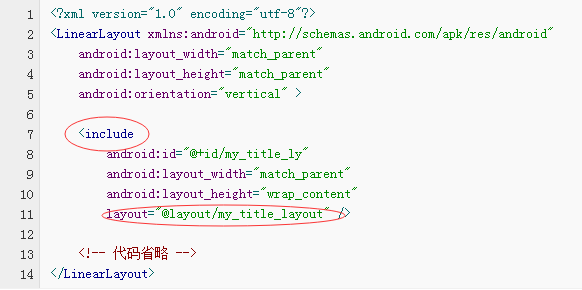 1 <?xml version="1.0" encoding="utf-8"?>
2 <LinearLayout xmlns:android="http://schemas.android.com/apk/res/android"
3 android:layout_width="match_parent"
4 android:layout_height="match_parent"
5 android:orientation="vertical" >
6
7 <include
8 android:id="@+id/my_title_ly"
9 android:layout_width="match_parent"
10 android:layout_height="wrap_content"
11 layout="@layout/my_title_layout" />
12
13 <!-- 代码省略 -->
14 </LinearLayout>